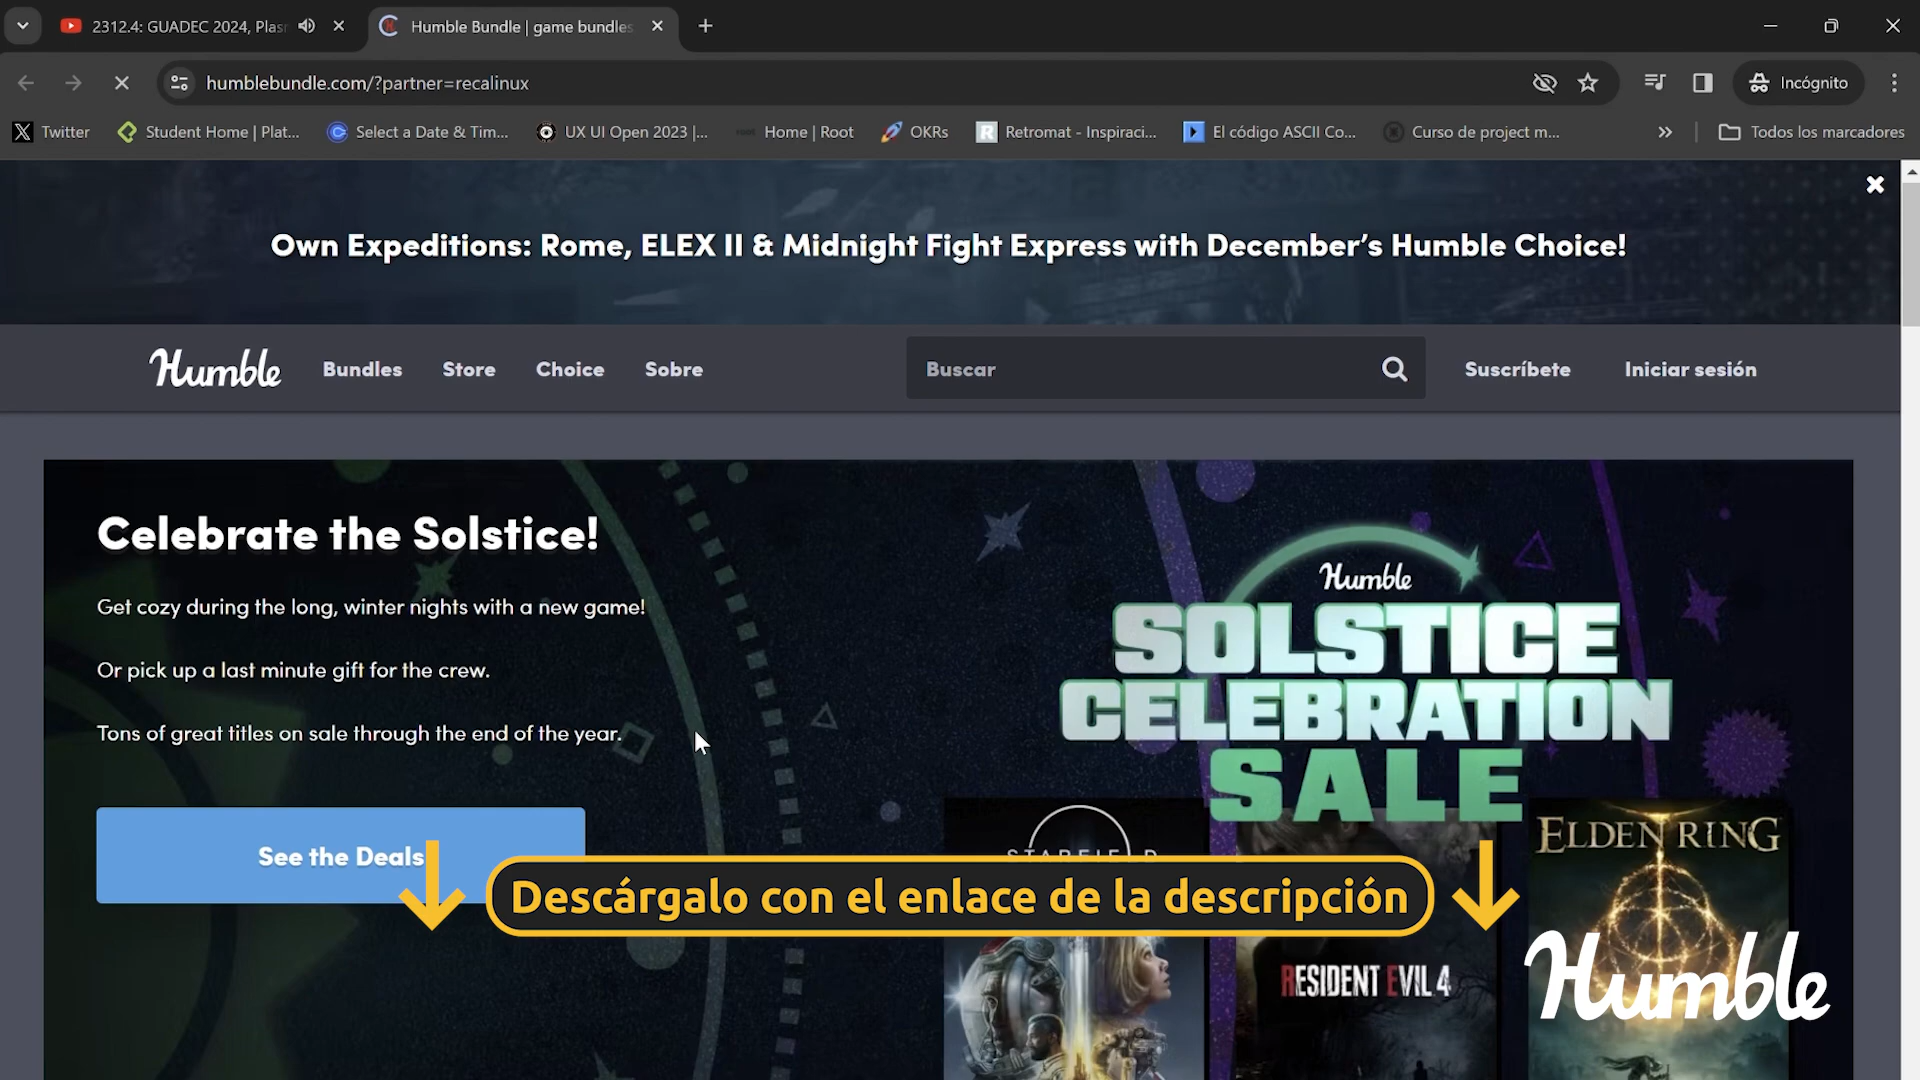 2312.4: GUADEC 2024, Plas
Humble Bundle | game bundles
humblebundle.com/?partner=recalinux
Incógnito
Twitter
Student Home | Plat...
Select a Date & Tim...
UX UI Open 2023 |...
Home | Root
OKRs
Retromat - Inspiraci...
El código ASCII Co...
Curso de project m...
Todos los marcadores
Own Expeditions: Rome, ELEX II & Midnight Fight Express with December's Humble Choice!
Humble
Bundles
Store
Choice
Sobre
Buscar
Suscríbete
Iniciar sesión
Celebrate the Solstice!
Get cozy during the long, winter nights with a new game!
Or pick up a last minute gift for the crew.
Tons of great titles on sale through the end of the year.
See the Deals
Humble
SOLSTICE
CELEBRATION
SALE
STARFIELD
ELDEN RING
Descárgalo con el enlace de la descripción
RESIDENT EVIL 4
Humble